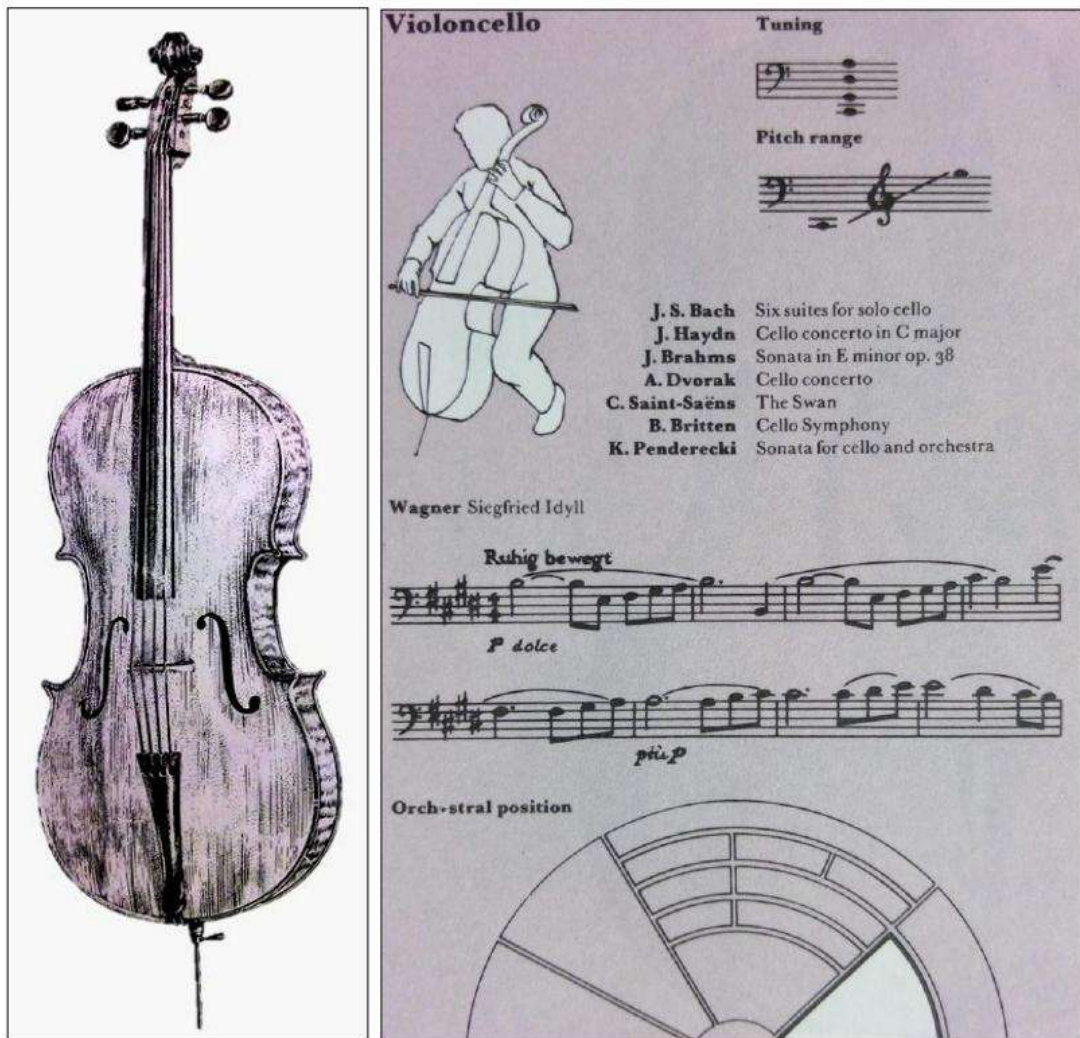 Violoncello
Tuning
Pitch range
J. S. Bach Six suites for solo cello
J. Haydn Cello concerto in C major
J. Brahms Sonata in E minor op. 38
A. Dvorak Cello concerto
C. Saint-Saëns The Swan
B. Britten Cello Symphony
K. Penderecki Sonata for cello and orchestra
Wagner Siegfried Idyll
Ruhig bewegt
P dolce
più P
Orchestral position